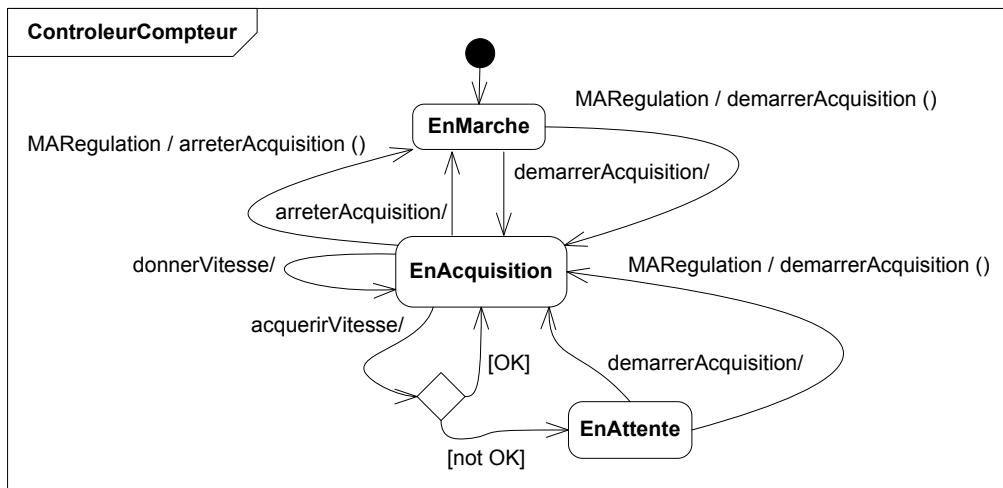 ControleurCompteur
MARegulation / demarrerAcquisition ()
EnMarche
MARegulation / arreterAcquisition ()
demarrerAcquisition/
arreterAcquisition/
donnerVitesse/
EnAcquisition
MARegulation / demarrerAcquisition ()
acquerirVitesse/
[OK]
demarrerAcquisition/
EnAttente
[not OK]